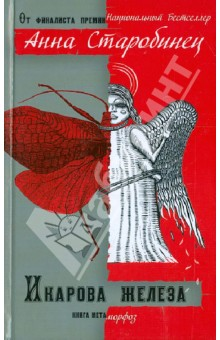 От финалиста премии Национальный Бестселлер
Анна Старобинец
Икарова железа
книга метаморфоз